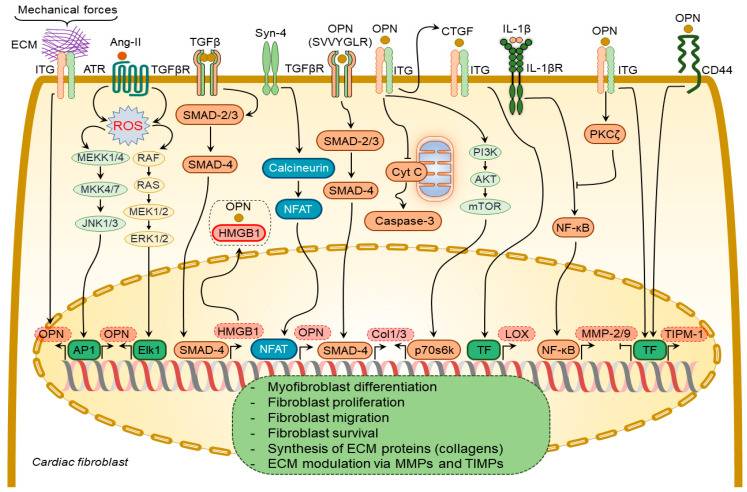 Mechanical forces
ECM
Ang-II
TGFβ
Syn-4
OPN
(SVVYGLR)
OPN
CTGF
IL-1β
OPN
OPN
ITG
ATR
TGFβR
TGFβR
ITG
ITG
IL-1βR
ITG
CD44
ROS
SMAD-2/3
SMAD-2/3
PKCζ
MEKK1/4
RAF
SMAD-4
Calcineurin
Cyt C
PI3K
MKK4/7
RAS
SMAD-4
AKT
JNK1/3
MEK1/2
OPN
NFAT
Caspase-3
mTOR
ERK1/2
HMGB1
NF-κB
OPN
OPN
HMGB1
OPN
Col1/3
LOX
MMP-2/9
TIPM-1
AP1
Elk1
SMAD-4
NFAT
SMAD-4
p70s6k
TF
NF-κB
TF
Myofibroblast differentiation
- Fibroblast proliferation
- Fibroblast migration
- Fibroblast survival
- Synthesis of ECM proteins (collagens)
- ECM modulation via MMPs and TIMPs
Cardiac fibroblast